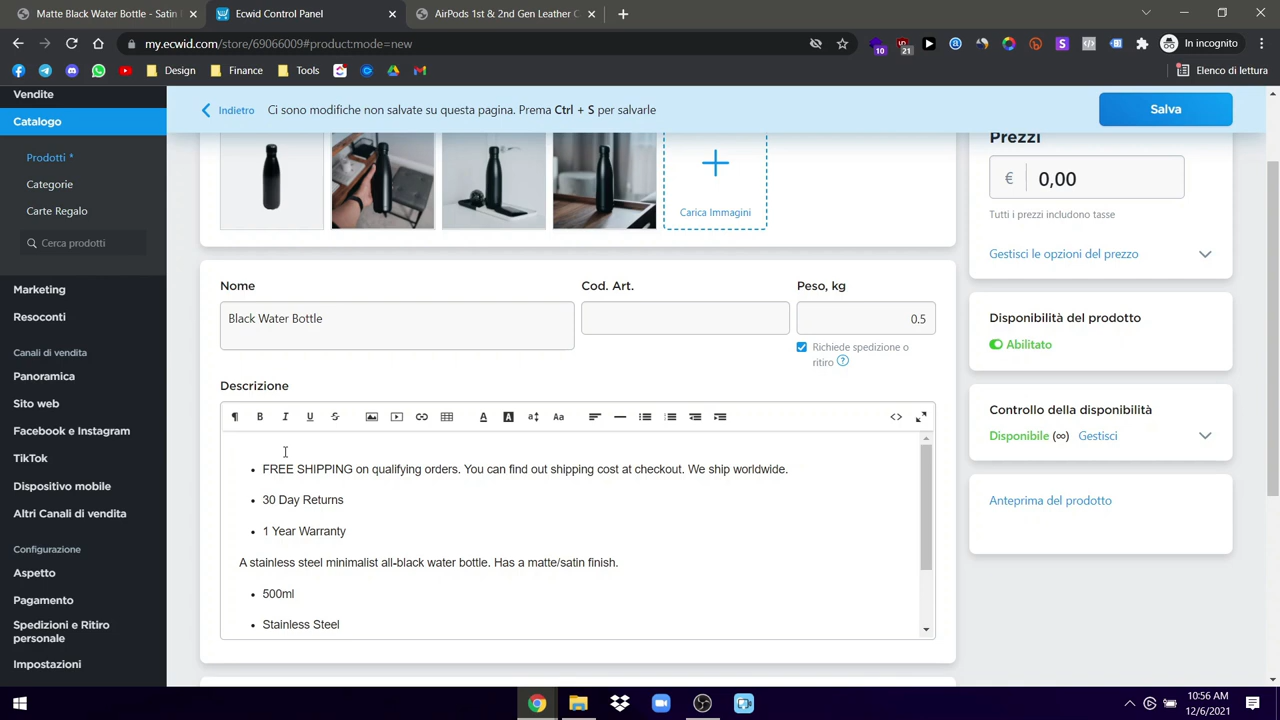 Matte Black Water Bottle - Satin
Ecwid Control Panel
AirPods 1st & 2nd Gen Leather C
my.ecwid.com/store/69066009#product:mode=new
10
21
In incognito
Design
Finance
Tools
Elenco di lettura
Vendite
Catalogo
Prodotti *
Categorie
Carte Regalo
Cerca prodotti
Marketing
Resoconti
Canali di vendita
Panoramica
Sito web
Facebook e Instagram
TikTok
Dispositivo mobile
Altri Canali di vendita
Configurazione
Aspetto
Pagamento
Spedizioni e Ritiro
personale
Impostazioni
Indietro
Ci sono modifiche non salvate su questa pagina. Prema Ctrl + S per salvarle
Salva
Carica Immagini
Nome
Cod. Art.
Peso, kg
Black Water Bottle
0.5
Richiede spedizione o
ritiro
Descrizione
FREE SHIPPING on qualifying orders. You can find out shipping cost at checkout. We ship worldwide.
30 Day Returns
1 Year Warranty
A stainless steel minimalist all-black water bottle. Has a matte/satin finish.
500ml
Stainless Steel
Prezzi
€ 0,00
Tutti i prezzi includono tasse
Gestisci le opzioni del prezzo
Disponibilità del prodotto
Abilitato
Controllo della disponibilità
Disponibile (∞) Gestisci
Anteprima del prodotto
10:56 AM
12/6/2021